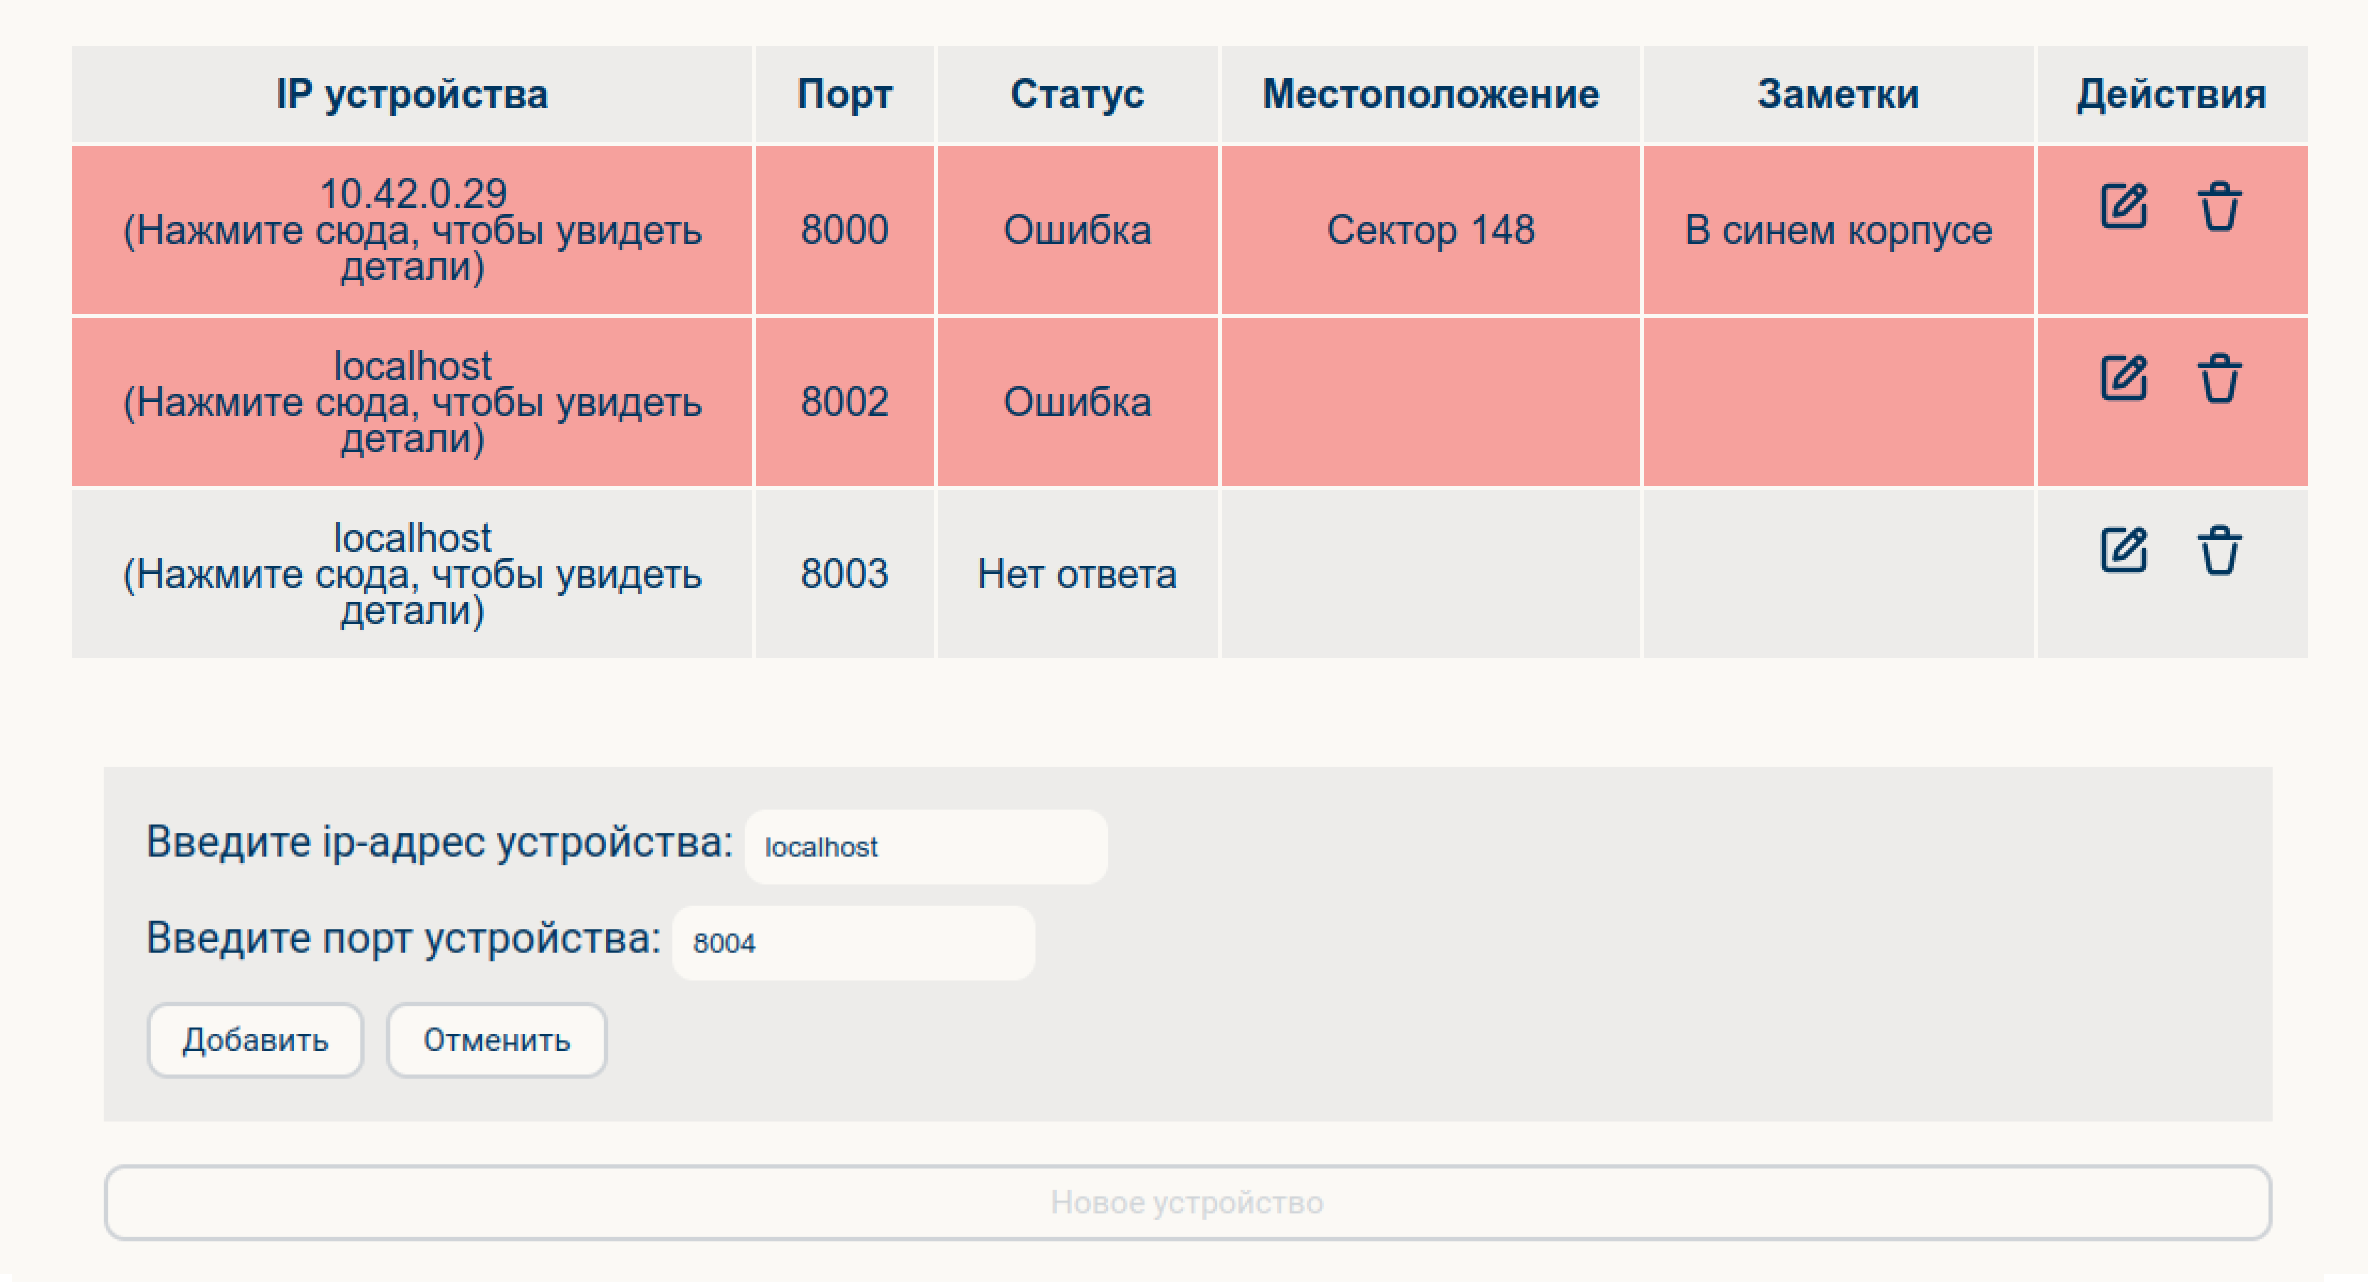 IP устройства Порт Статус Местоположение Заметки Действия
10.42.0.29
(Нажмите сюда, чтобы увидеть
детали)
8000 Ошибка Сектор 148 В синем корпусе
localhost
(Нажмите сюда, чтобы увидеть
детали)
8002 Ошибка
localhost
(Нажмите сюда, чтобы увидеть
детали)
8003 Нет ответа
Введите ip-адрес устройства: localhost
Введите порт устройства: 8004
Добавить Отменить
Новое устройство